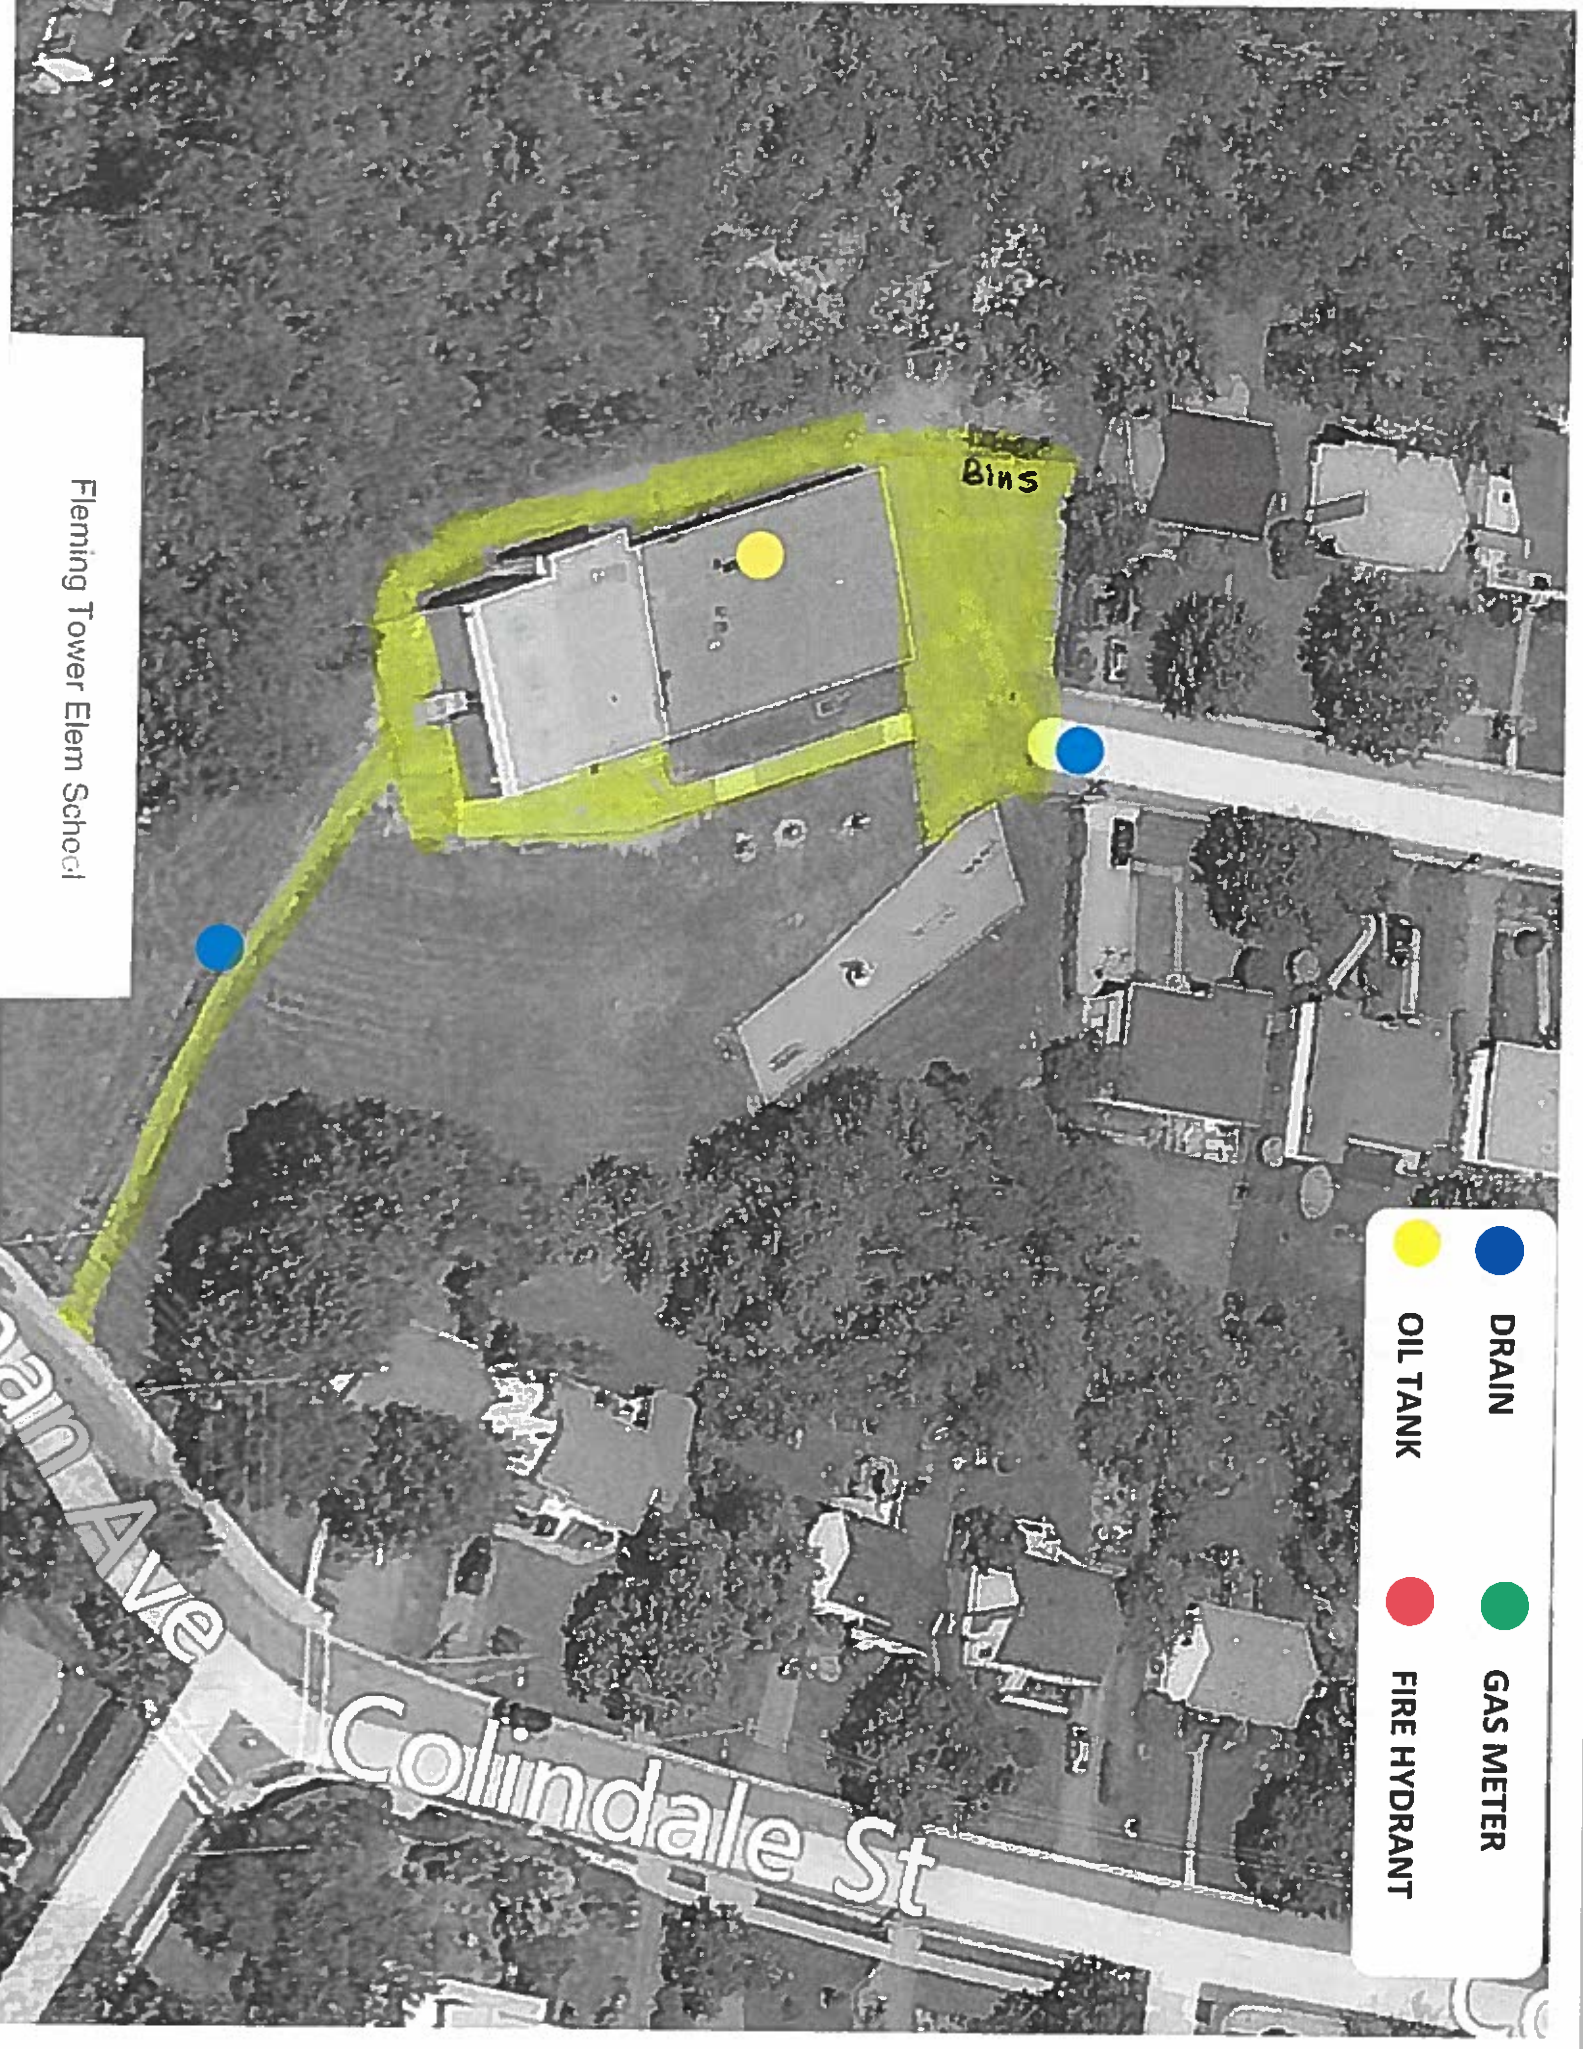 Fleming Tower Elem School
Bins
DRAIN
GAS METER
OIL TANK
FIRE HYDRANT
Ave
Colindale St